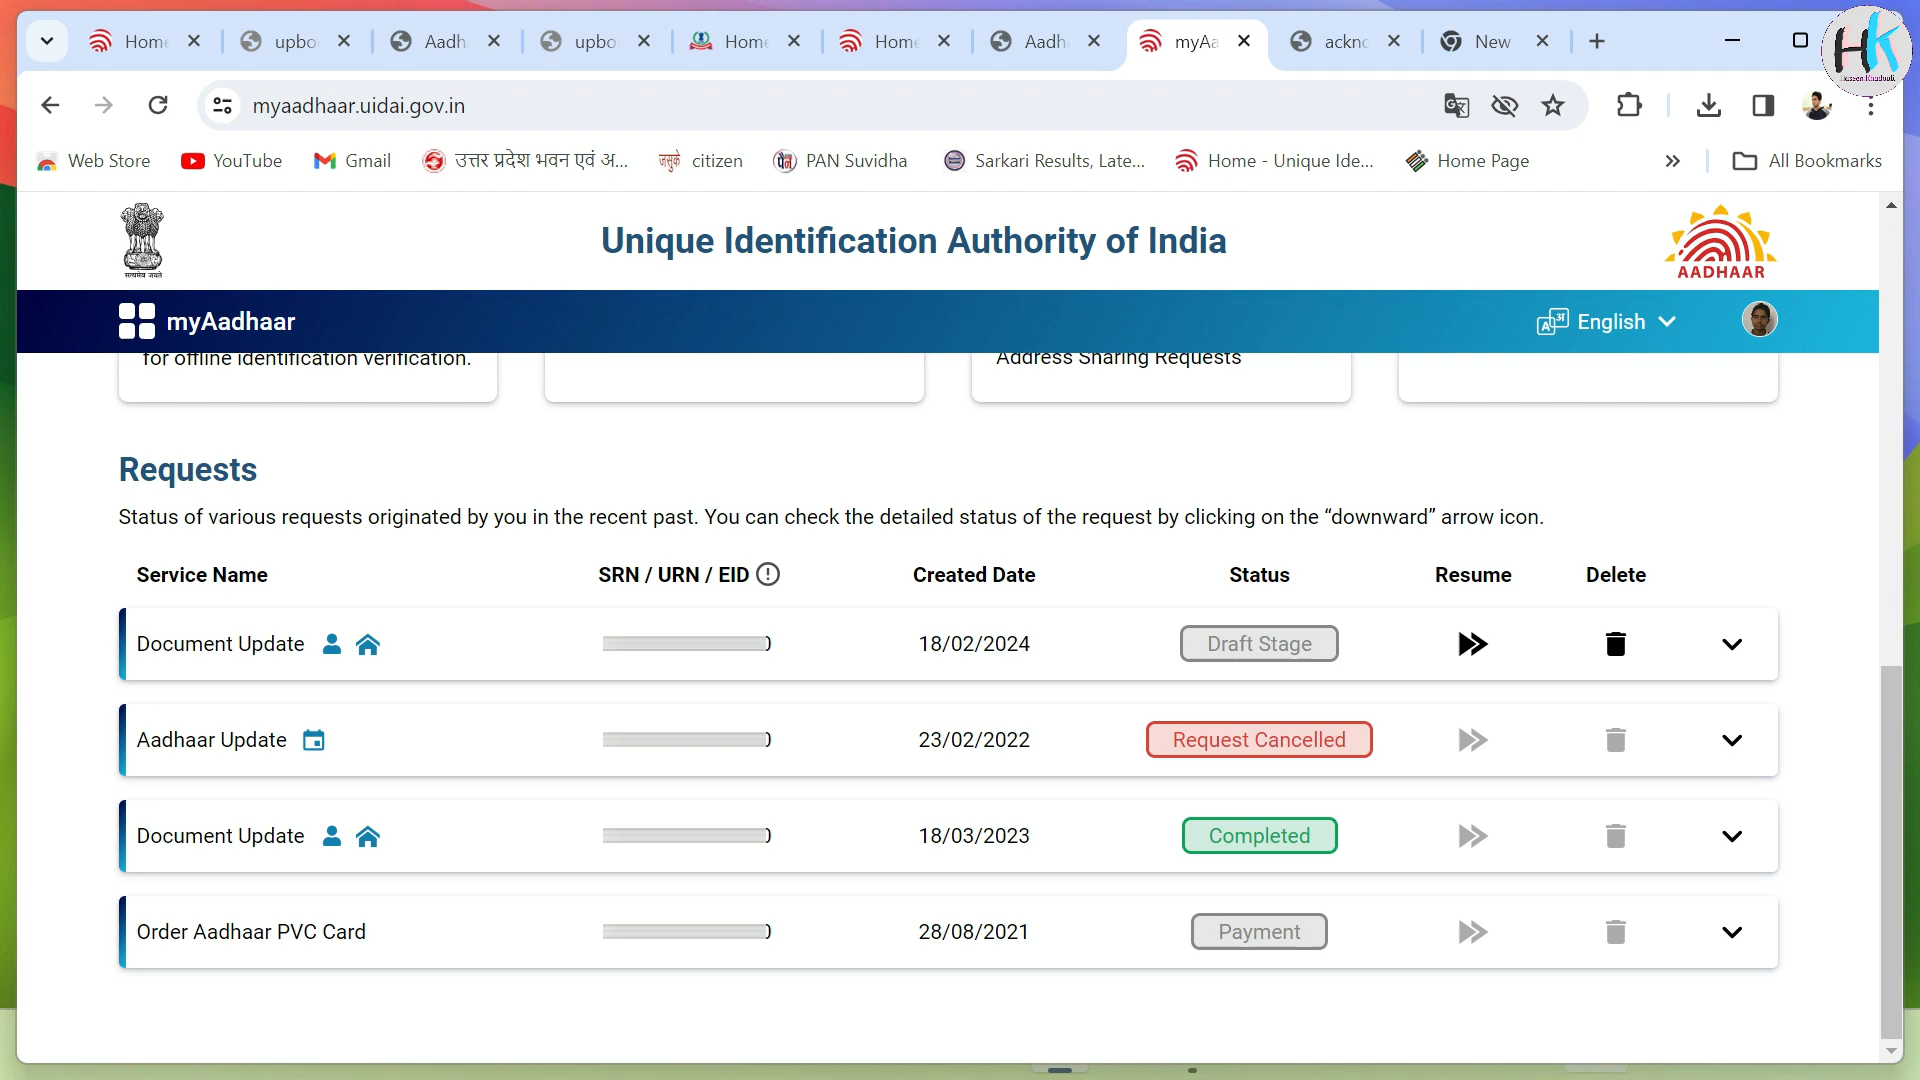 Home
upbo
Aadh
upbo
Home
Home
Aadh
myAa
ackno
New
HK
myaadhaar.uidai.gov.in
Web Store
YouTube
Gmail
उत्तर प्रदेश भवन एवं अ...
जसुके citizen
PAN Suvidha
Sarkari Results, Late...
Home - Unique Ide...
Home Page
All Bookmarks
सत्यमेव जयते
Unique Identification Authority of India
AADHAAR
myAadhaar
English
for offline identification verification.
Address Sharing Requests
Requests
Status of various requests originated by you in the recent past. You can check the detailed status of the request by clicking on the “downward” arrow icon.
Service Name SRN / URN / EID Created Date Status Resume Delete
Document Update 18/02/2024 Draft Stage
Aadhaar Update 23/02/2022 Request Cancelled
Document Update 18/03/2023 Completed
Order Aadhaar PVC Card 28/08/2021 Payment